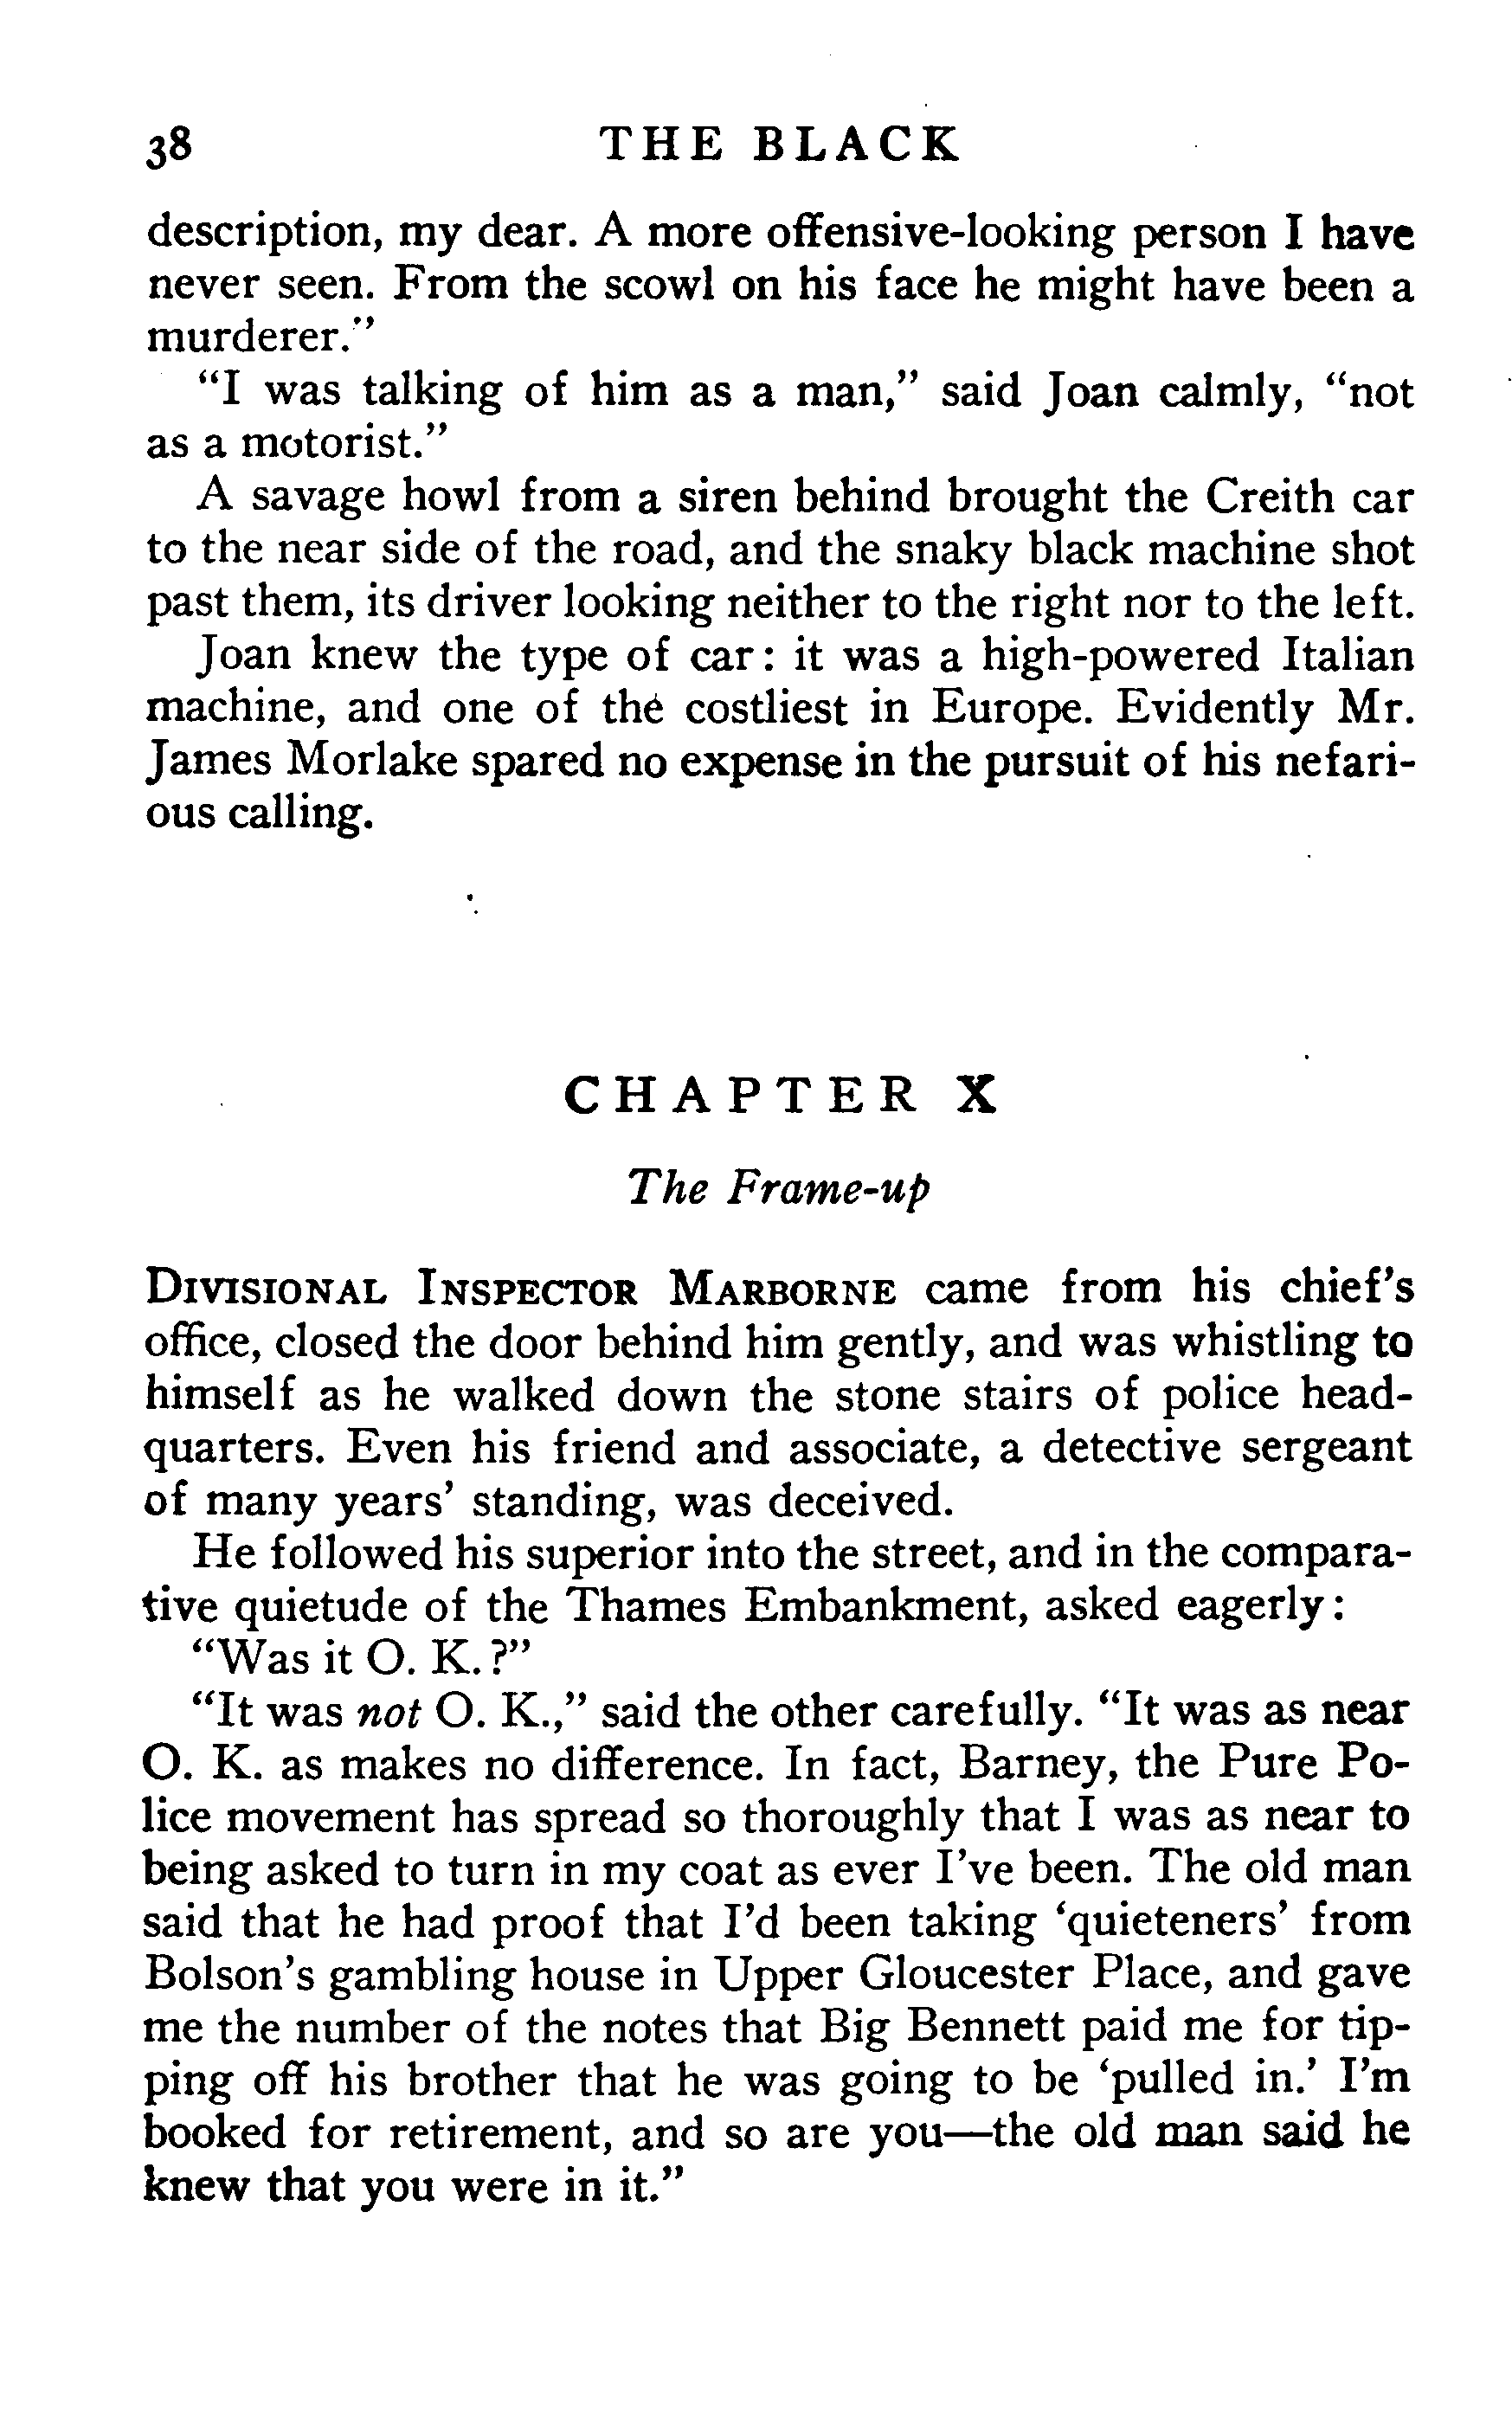 38 THE BLACK
description, my dear. A more offensive-looking person I have
never seen. From the scowl on his face he might have been a
murderer."
"I was talking of him as a man," said Joan calmly, "not
as a motorist."
A savage howl from a siren behind brought the Creith car
to the near side of the road, and the snaky black machine shot
past them, its driver looking neither to the right nor to the left.
Joan knew the type of car: it was a high-powered Italian
machine, and one of the costliest in Europe. Evidently Mr.
James Morlake spared no expense in the pursuit of his nefari-
ous calling.
CHAPTER X
The Frame-up
DIVISIONAL INSPECTOR MARBORNE came from his chief's
office, closed the door behind him gently, and was whistling to
himself as he walked down the stone stairs of police head-
quarters. Even his friend and associate, a detective sergeant
of many years' standing, was deceived.
He followed his superior into the street, and in the compara-
tive quietude of the Thames Embankment, asked eagerly:
"Was it O. K.?"
"It was not O. K.," said the other carefully. "It was as near
O. K. as makes no difference. In fact, Barney, the Pure Po-
lice movement has spread so thoroughly that I was as near to
being asked to turn in my coat as ever I've been. The old man
said that he had proof that I'd been taking 'quieteners' from
Bolson's gambling house in Upper Gloucester Place, and gave
me the number of the notes that Big Bennett paid me for tip-
ping off his brother that he was going to be 'pulled in.' I'm
booked for retirement, and so are you—the old man said he
knew that you were in it."